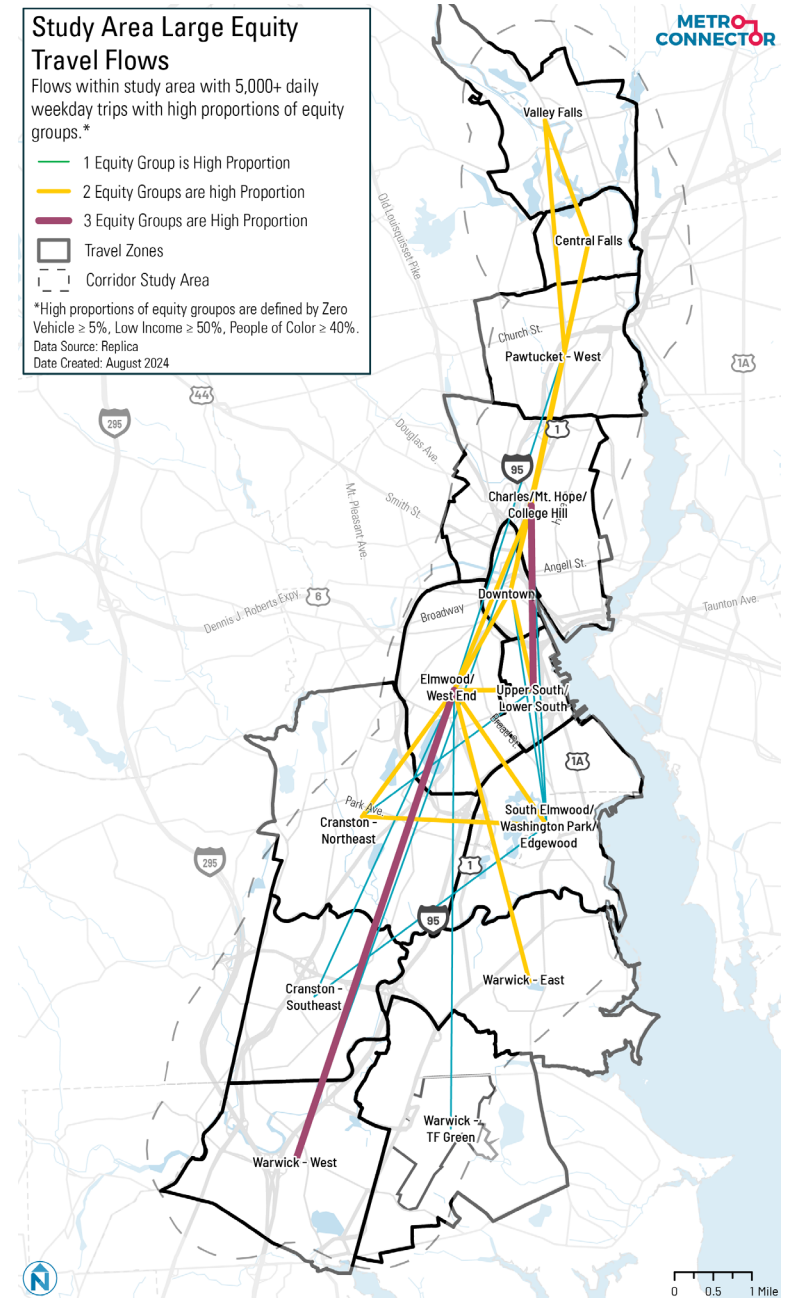 Study Area Large Equity
Travel Flows
Flows within study area with 5,000+ daily
weekday trips with high proportions of equity
groups.*
1 Equity Group is High Proportion
2 Equity Groups are high Proportion
3 Equity Groups are High Proportion
Travel Zones
Corridor Study Area
*High proportions of equity groupos are defined by Zero
Vehicle ≥ 5%, Low Income ≥ 50%, People of Color ≥ 40%.
Data Source: Replica
Date Created: August 2024
METRO
CONNECTOR
Valley Falls
Old Louisquisset Pike
Central Falls
Church St.
Pawtucket - West
1A
44
295
1
Douglas Ave.
95
Smith St.
Mt. Pleasant Ave.
Charles/Mt. Hope/
College Hill
Angell St.
Downtown
6
Dennis J. Roberts Expy
Broadway
Taunton Ave.
Elmwood/
West End
Upper South/
Lower South
Broad St.
1A
Park Ave.
Cranston -
Northeast
South Elmwood/
Washington Park/
Edgewood
295
1
95
Warwick - East
Cranston -
Southeast
Warwick -
TF Green
Warwick - West
N
0 0.5 1 Mile